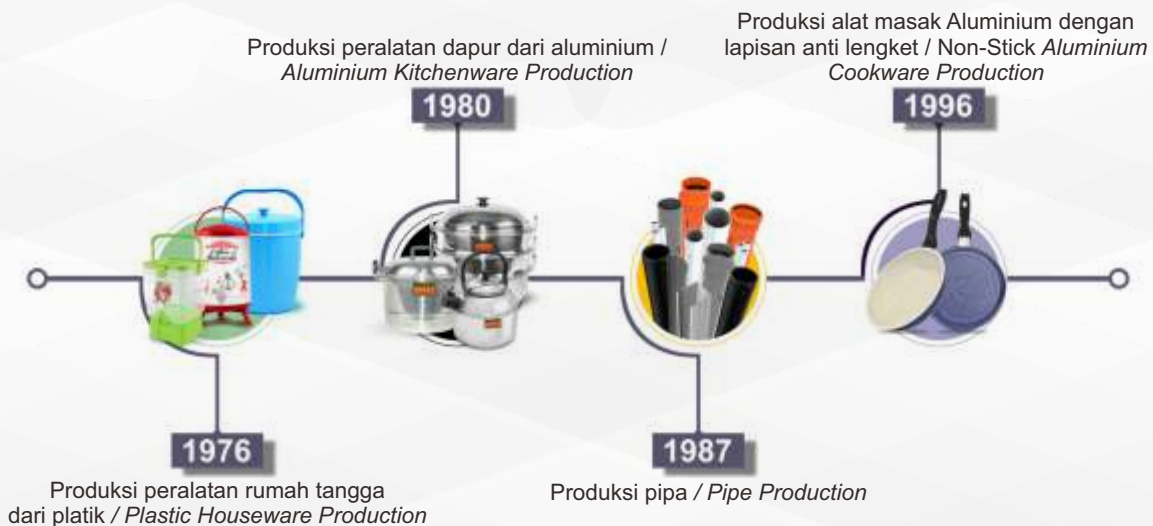 Produksi peralatan dapur dari aluminium /
Aluminium Kitchenware Production
1980
Produksi alat masak Aluminium dengan
lapisan anti lengket / Non-Stick Aluminium
Cookware Production
1996
1976
Produksi peralatan rumah tangga
dari platik / Plastic Houseware Production
1987
Produksi pipa / Pipe Production